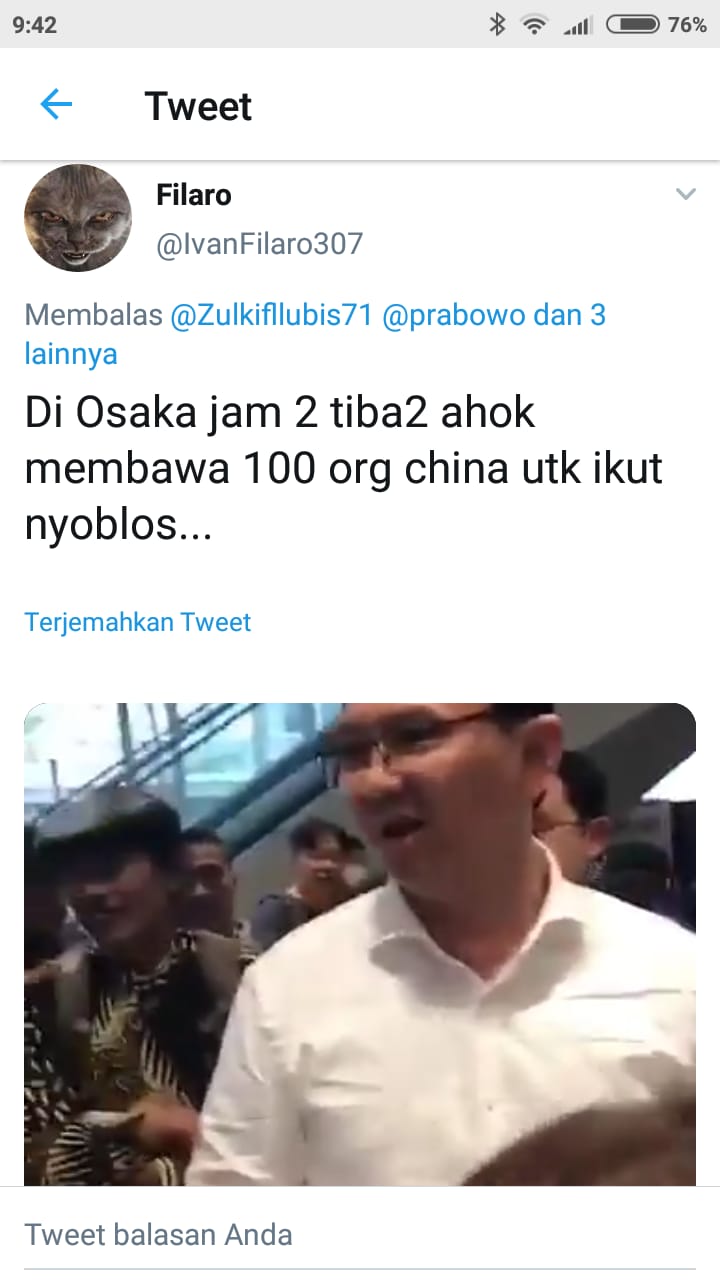 9:42
76%
Tweet
Filaro
@IvanFilaro307
Membalas @Zulkifllubis71 @prabowo dan 3
lainnya
Di Osaka jam 2 tiba2 ahok
membawa 100 org china utk ikut
nyoblos...
Terjemahkan Tweet
Tweet balasan Anda